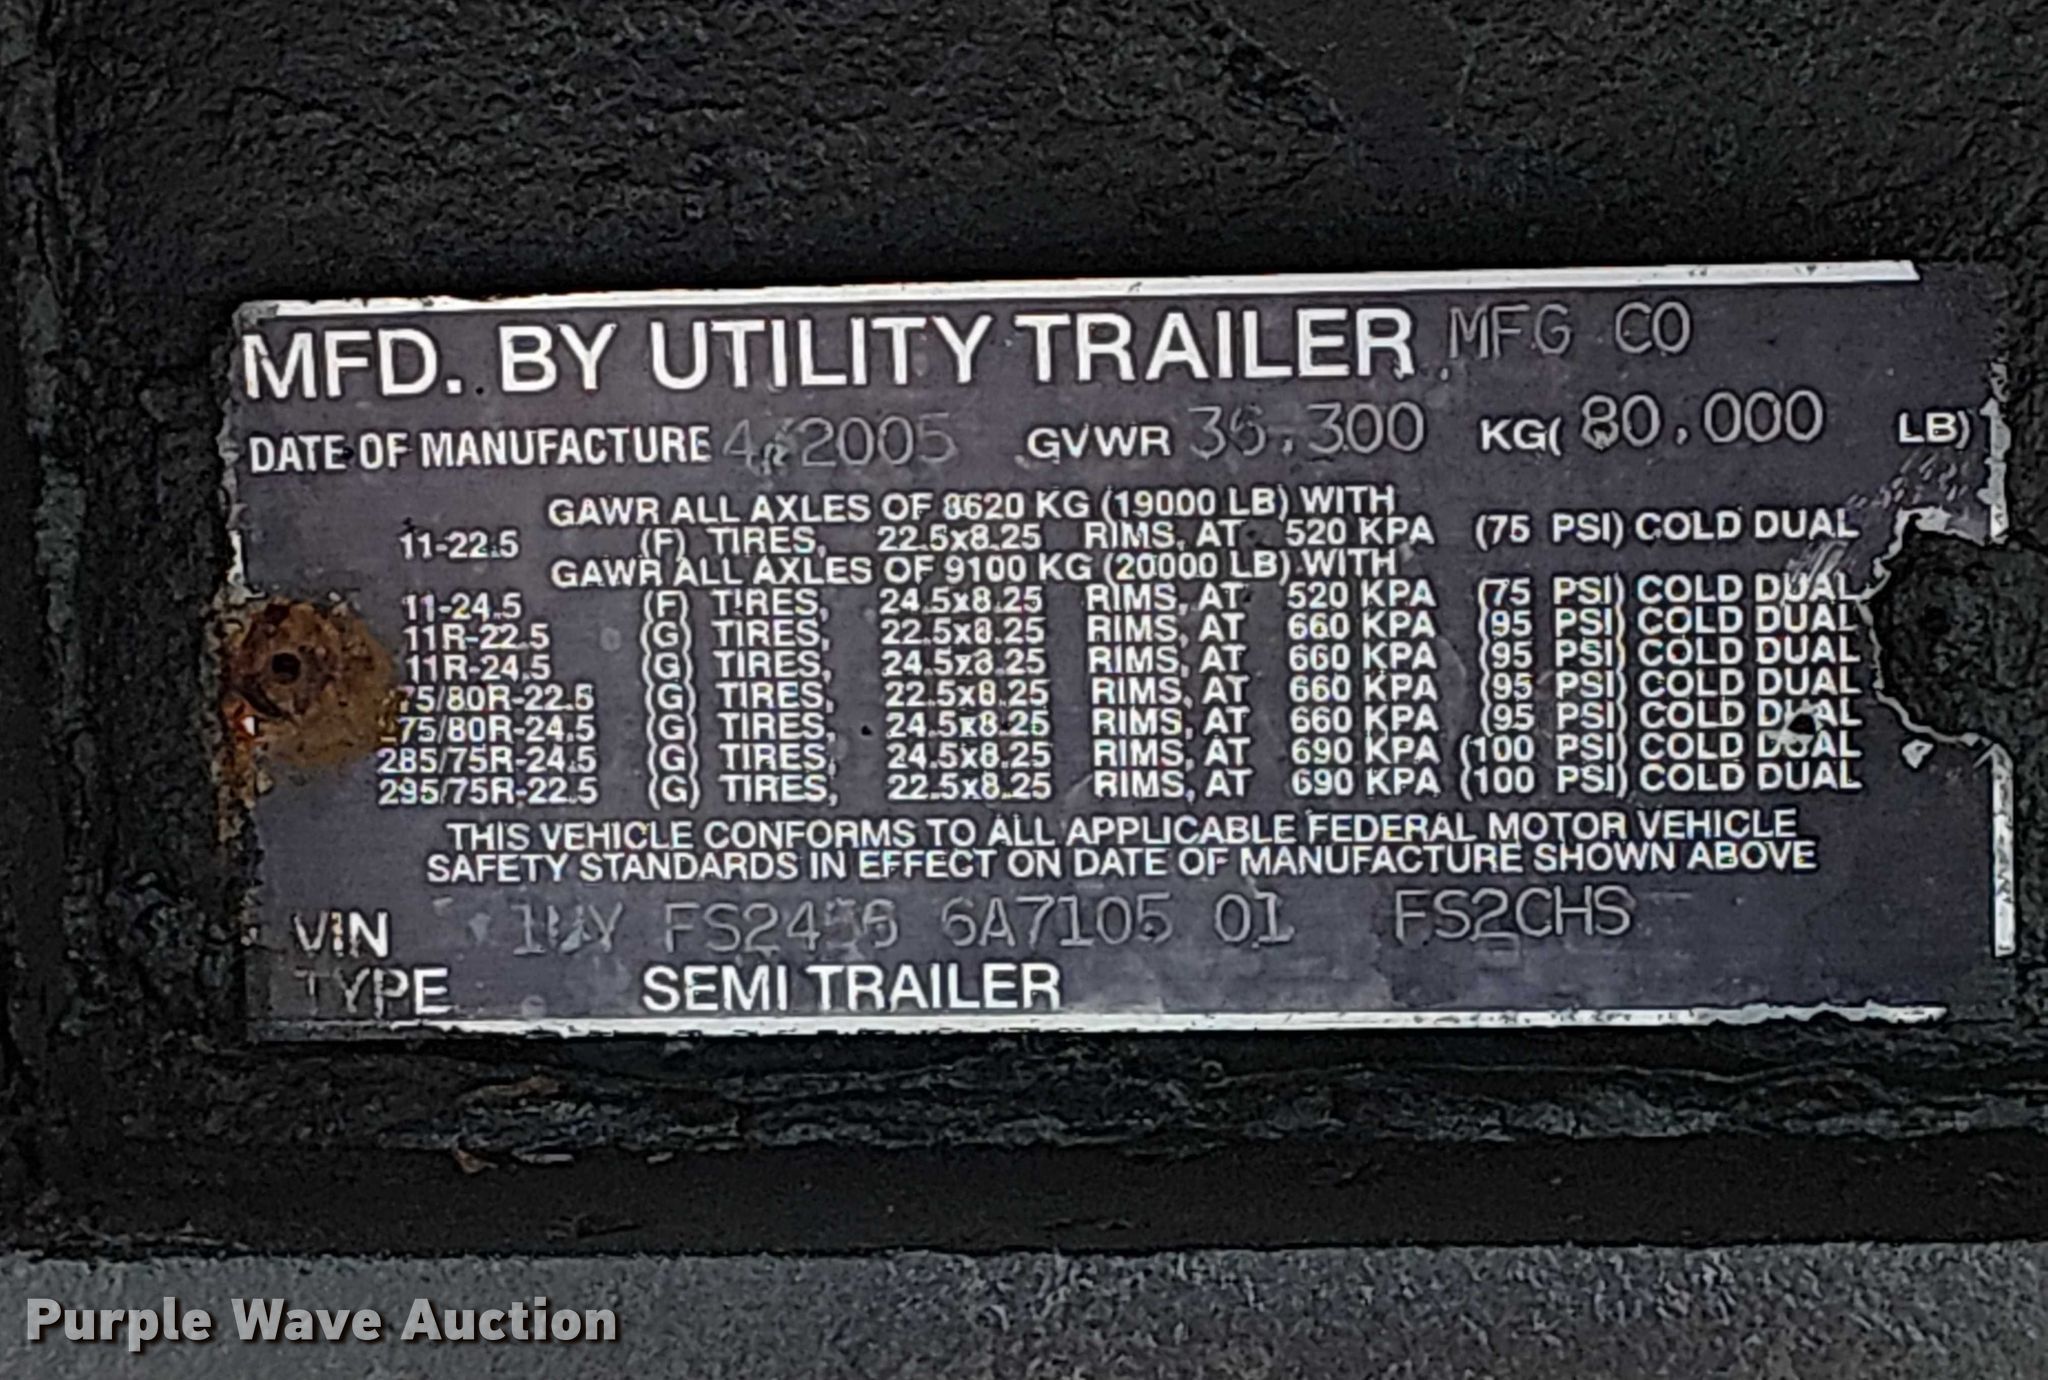 MFD. BY UTILITY TRAILER MFG CO
DATE OF MANUFACTURE 4/2005 GVWR 36,300 KG( 80,000 LB)
GAWR ALL AXLES OF 8620 KG (19000 LB) WITH
11-22.5 (F) TIRES, 22.5x8.25 RIMS, AT 520 KPA (75 PSI) COLD DUAL
GAWR ALL AXLES OF 9100 KG (20000 LB) WITH
11-24.5 (F) TIRES, 24.5x8.25 RIMS, AT 520 KPA (75 PSI) COLD DUAL
11R-22.5 (G) TIRES, 22.5x8.25 RIMS, AT 660 KPA (95 PSI) COLD DUAL
11R-24.5 (G) TIRES, 24.5x8.25 RIMS, AT 660 KPA (95 PSI) COLD DUAL
75/80R-22.5 (G) TIRES, 22.5x8.25 RIMS, AT 660 KPA (95 PSI) COLD DUAL
275/80R-24.5 (G) TIRES, 24.5x8.25 RIMS, AT 660 KPA (95 PSI) COLD DUAL
285/75R-24.5 (G) TIRES, 24.5x8.25 RIMS, AT 690 KPA (100 PSI) COLD DUAL
295/75R-22.5 (G) TIRES, 22.5x8.25 RIMS, AT 690 KPA (100 PSI) COLD DUAL
THIS VEHICLE CONFORMS TO ALL APPLICABLE FEDERAL MOTOR VEHICLE
SAFETY STANDARDS IN EFFECT ON DATE OF MANUFACTURE SHOWN ABOVE
VIN 1UY 6A7105 01 FS2CHS
TYPE SEMI TRAILER
Purple Wave Auction